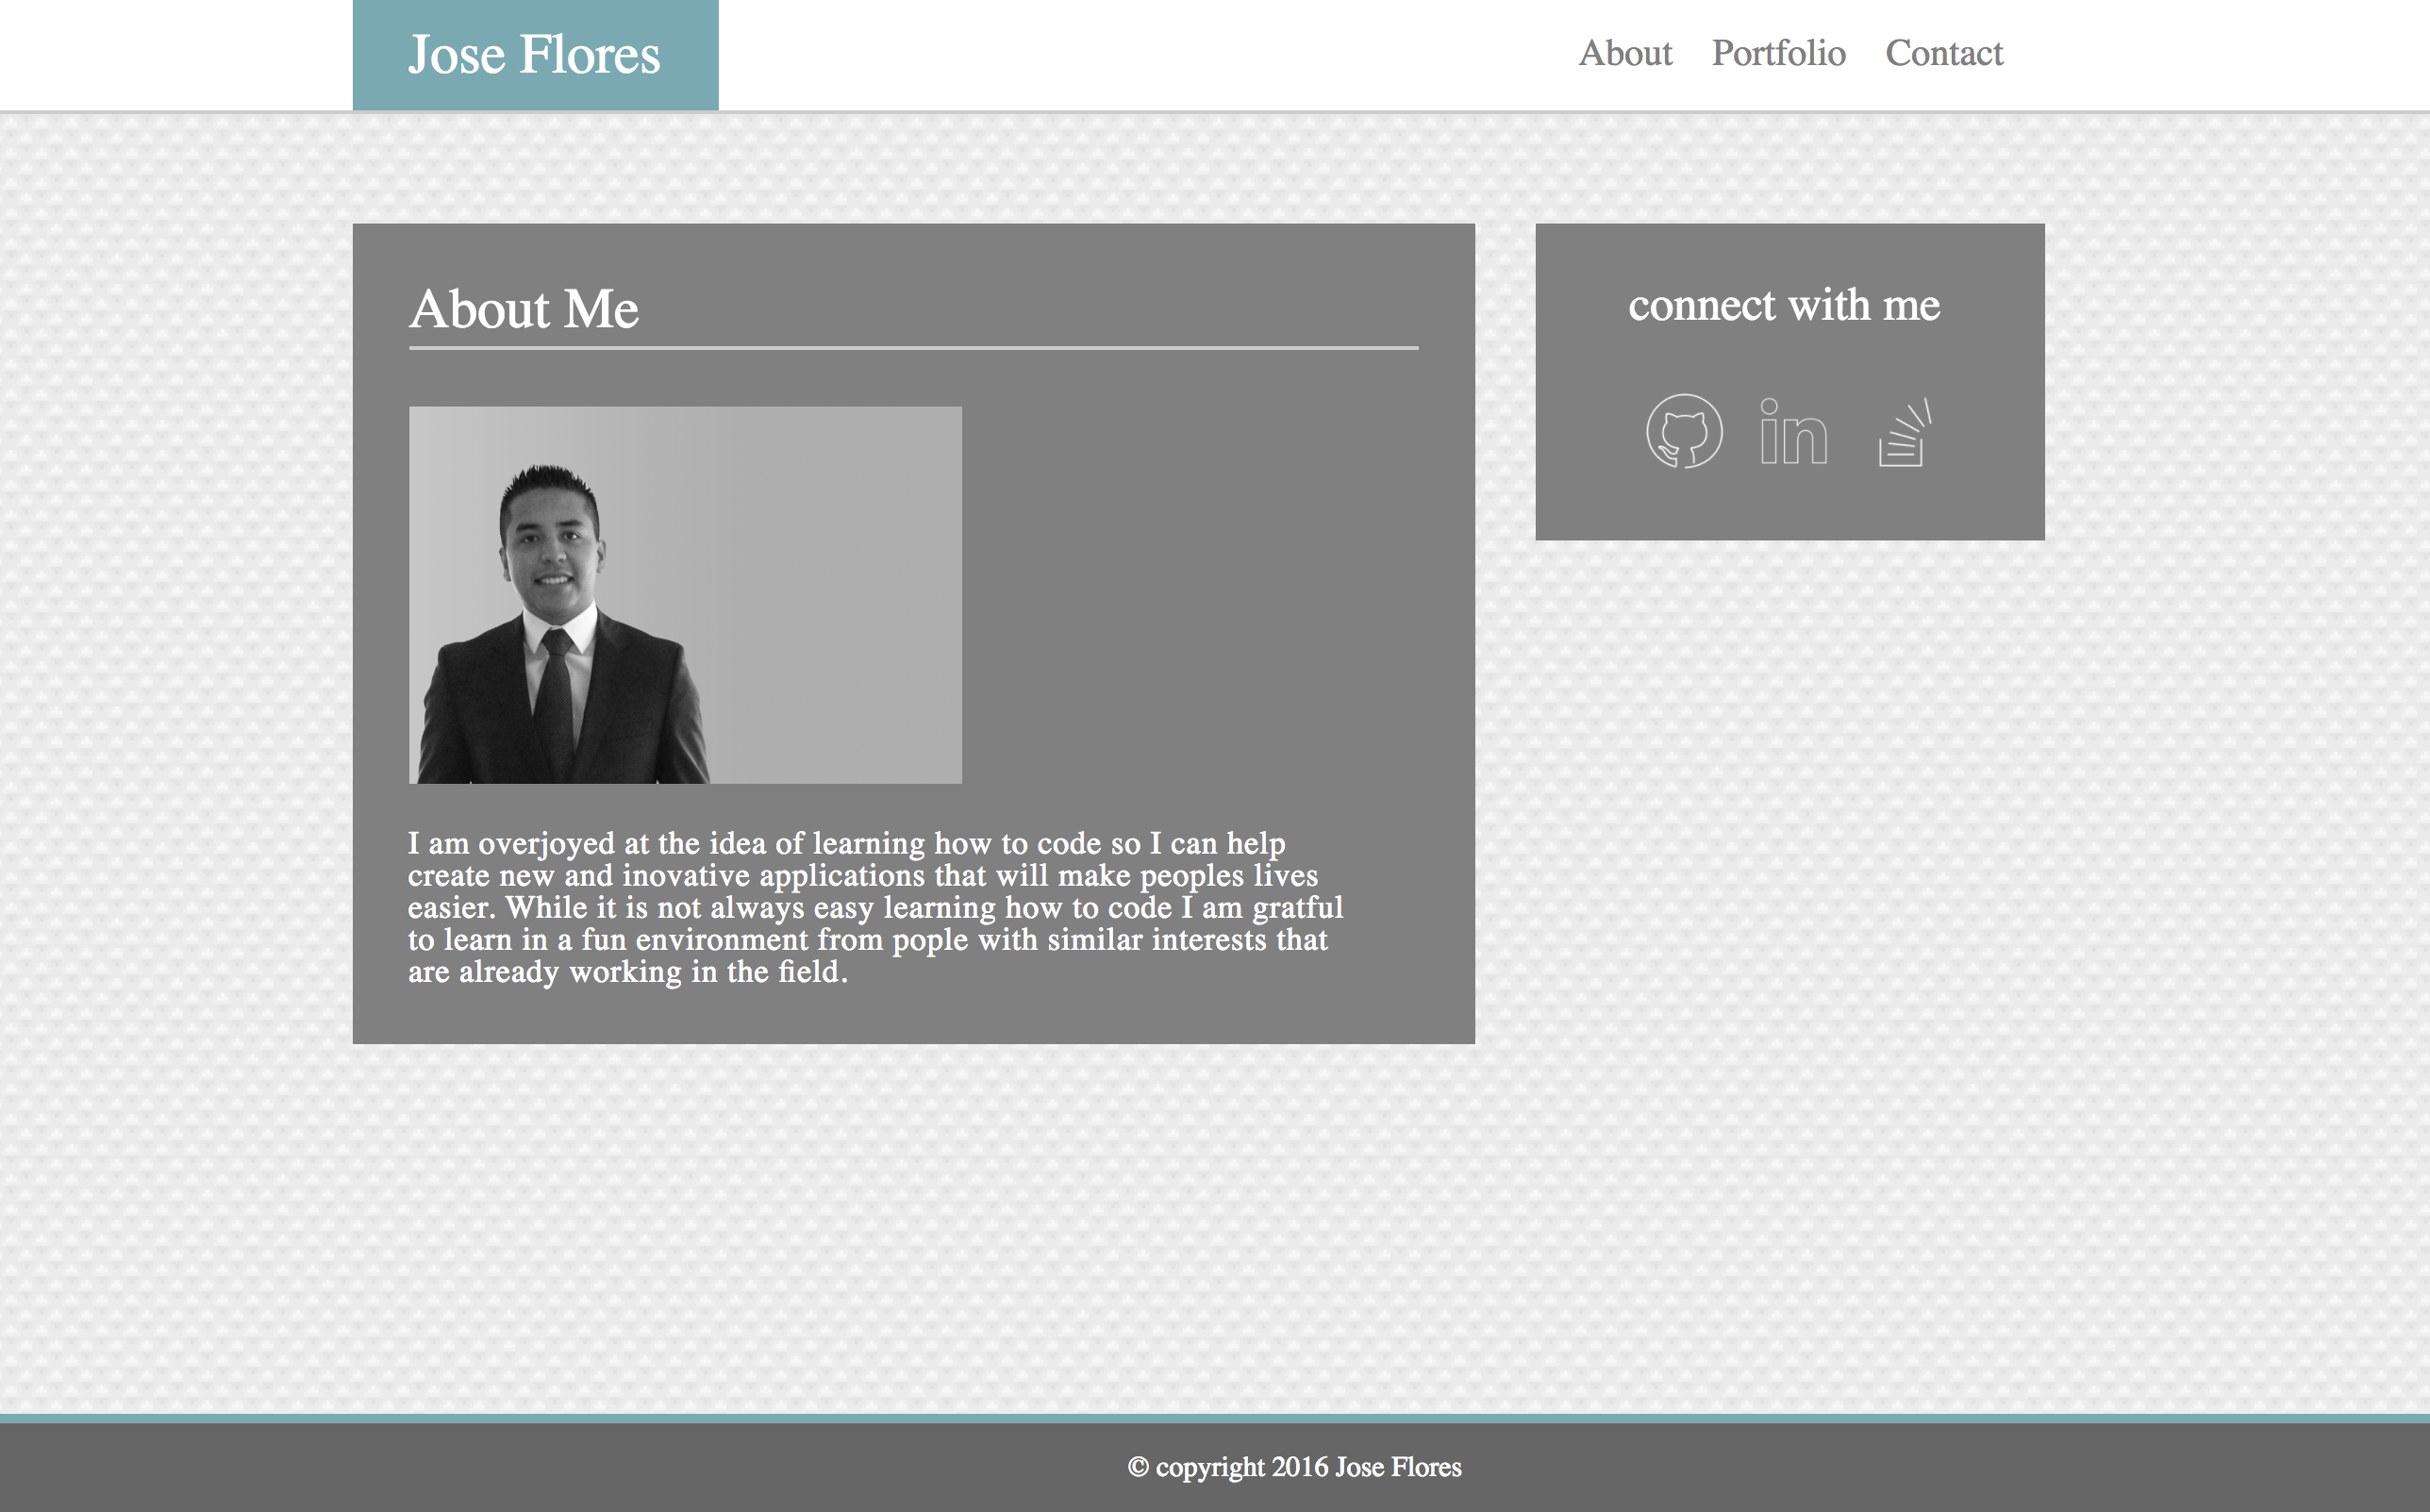 Jose Flores
About Portfolio Contact
About Me
I am overjoyed at the idea of learning how to code so I can help
create new and inovative applications that will make peoples lives
easier. While it is not always easy learning how to code I am gratful
to learn in a fun environment from pople with similar interests that
are already working in the field.
connect with me
in
© copyright 2016 Jose Flores